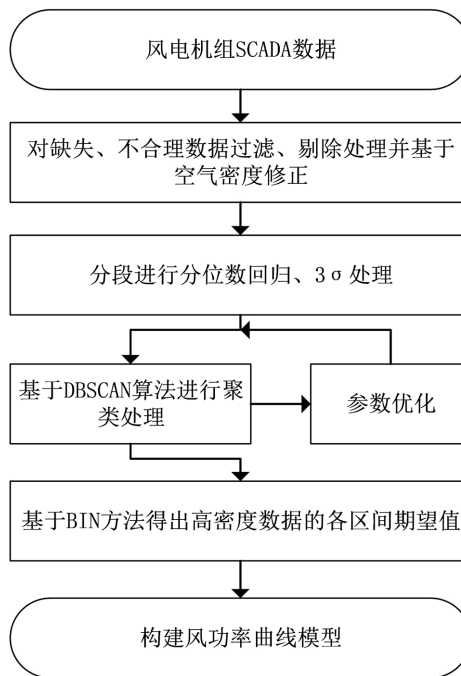 风电机组SCADA数据
对缺失、不合理数据过滤、剔除处理并基于
空气密度修正
分段进行分位数回归、3σ处理
基于DBSCAN算法进行聚
类处理
参数优化
基于BIN方法得出高密度数据的各区间期望值
构建风功率曲线模型